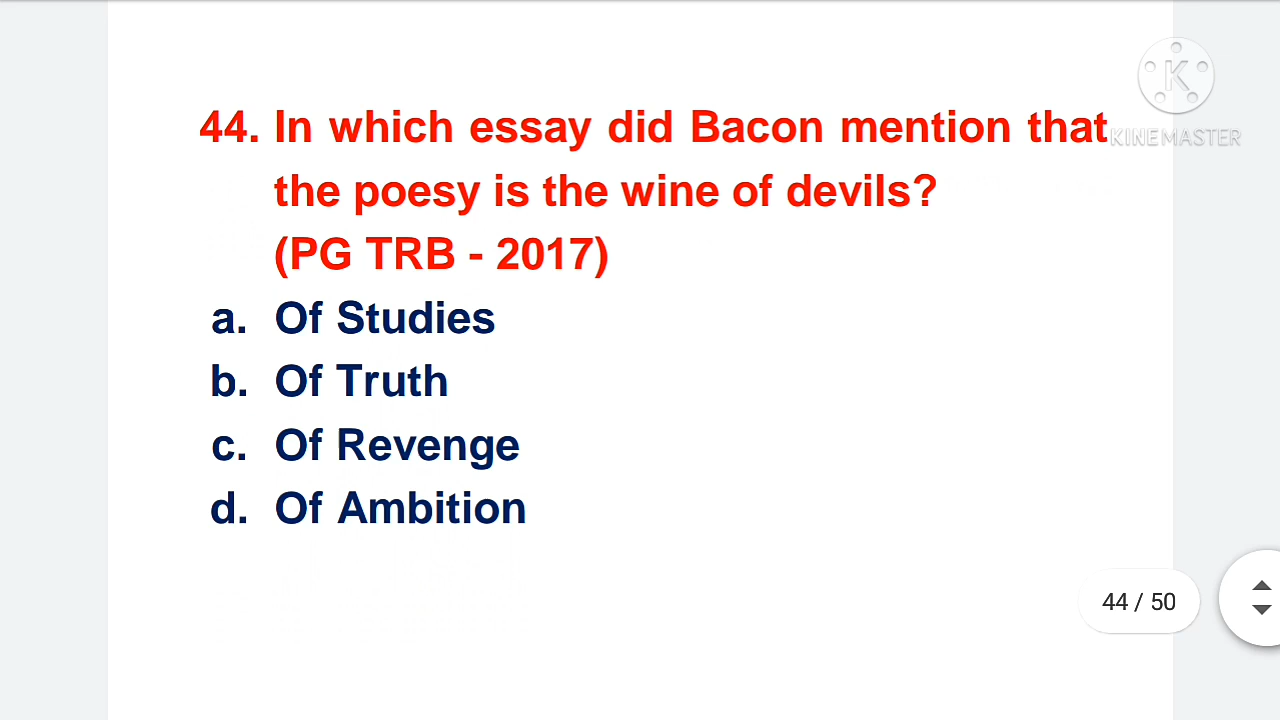 44. In which essay did Bacon mention that
the poesy is the wine of devils?
(PG TRB - 2017)
a. Of Studies
b. Of Truth
c. Of Revenge
d. Of Ambition
K
KINEMASTER
44 / 50